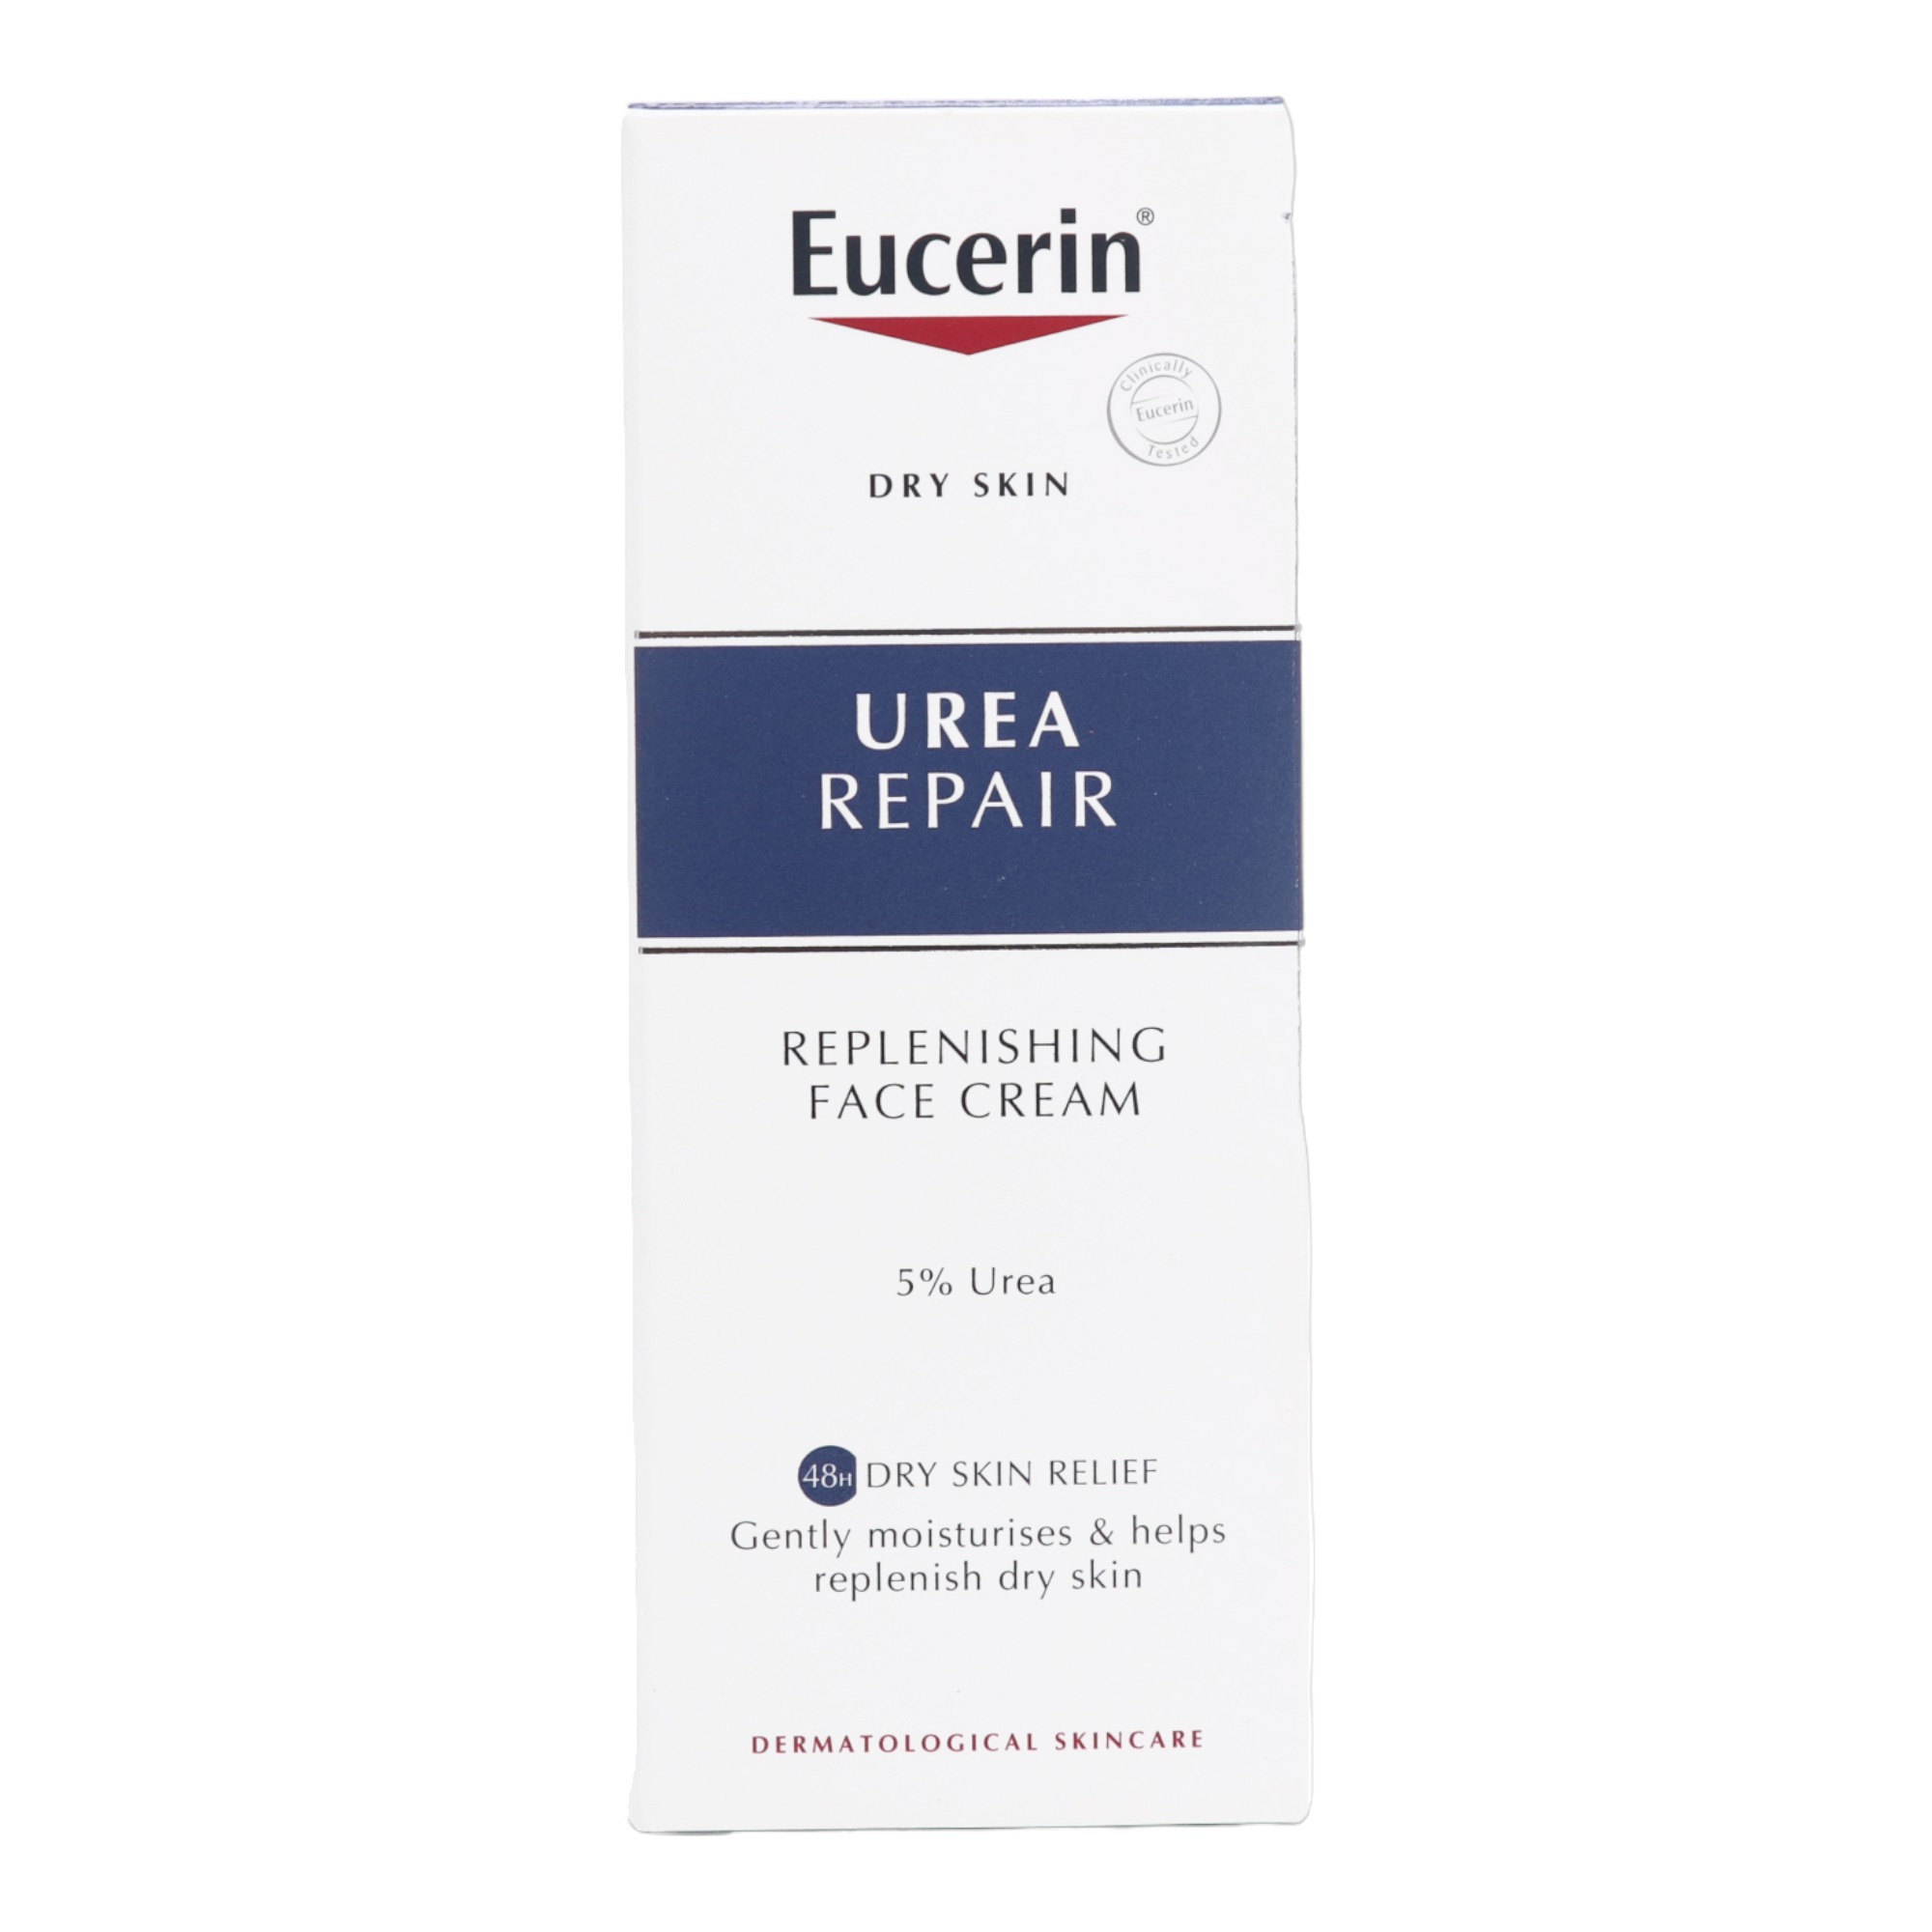 Eucerin®
Clinically
Eucerin
Tested
DRY SKIN
UREA
REPAIR
REPLENISHING
FACE CREAM
5% Urea
48H DRY SKIN RELIEF
Gently moisturises & helps
replenish dry skin
DERMATOLOGICAL SKINCARE